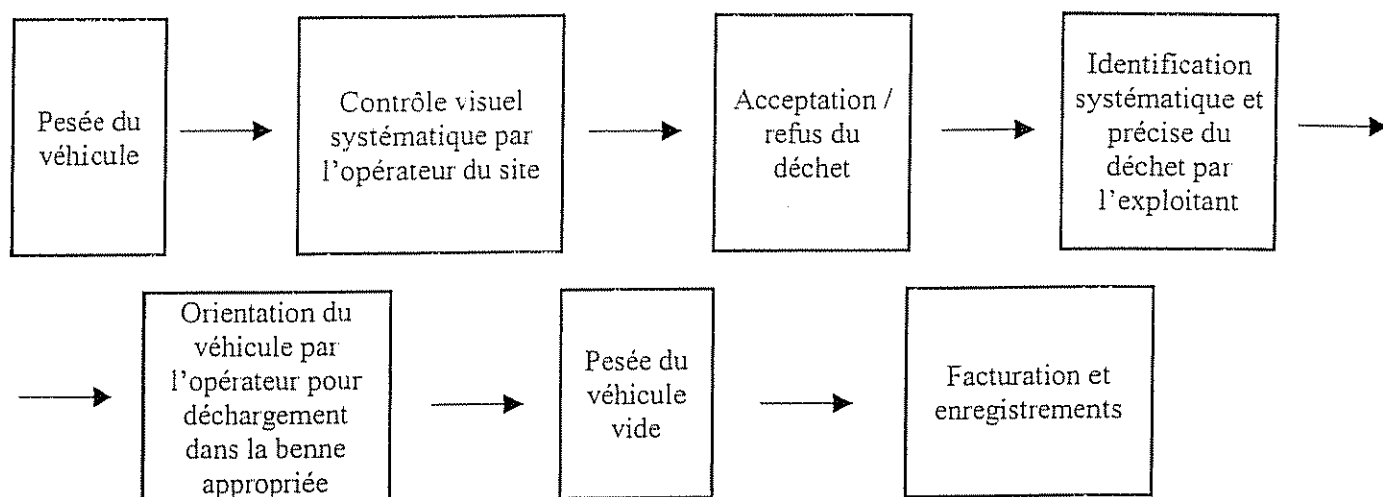 Pesée du
véhicule
Contrôle visuel
systématique par
l'opérateur du site
Acceptation /
refus du
déchet
Identification
systématique et
précise du
déchet par
l'exploitant
Orientation du
véhicule par
l'opérateur pour
déchargement
dans la benne
appropriée
Pesée du
véhicule
vide
Facturation et
enregistrements